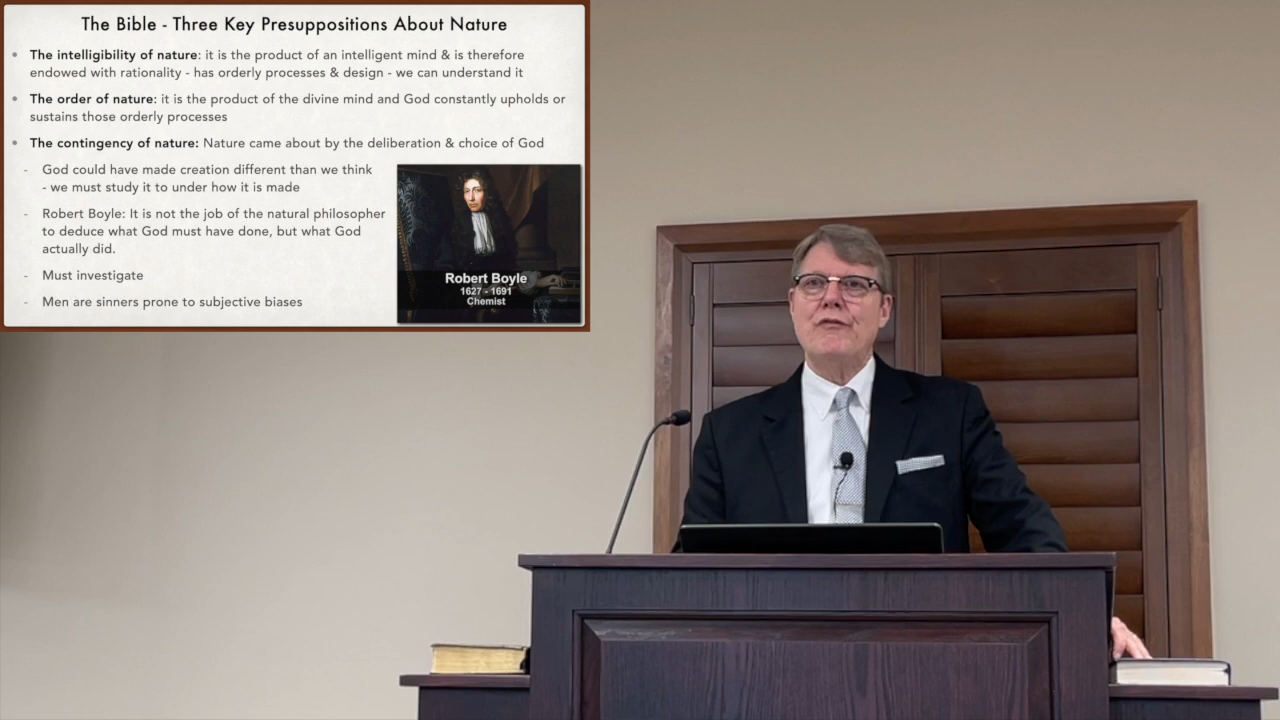 The Bible - Three Key Presuppositions About Nature
• The intelligibility of nature: it is the product of an intelligent mind & is therefore
endowed with rationality - has orderly processes & design - we can understand it
• The order of nature: it is the product of the divine mind and God constantly upholds or
sustains those orderly processes
• The contingency of nature: Nature came about by the deliberation & choice of God
- God could have made creation different than we think
- we must study it to under how it is made
- Robert Boyle: It is not the job of the natural philosopher
to deduce what God must have done, but what God
actually did.
- Must investigate
- Men are sinners prone to subjective biases
Robert Boyle
1627 - 1691
Chemist